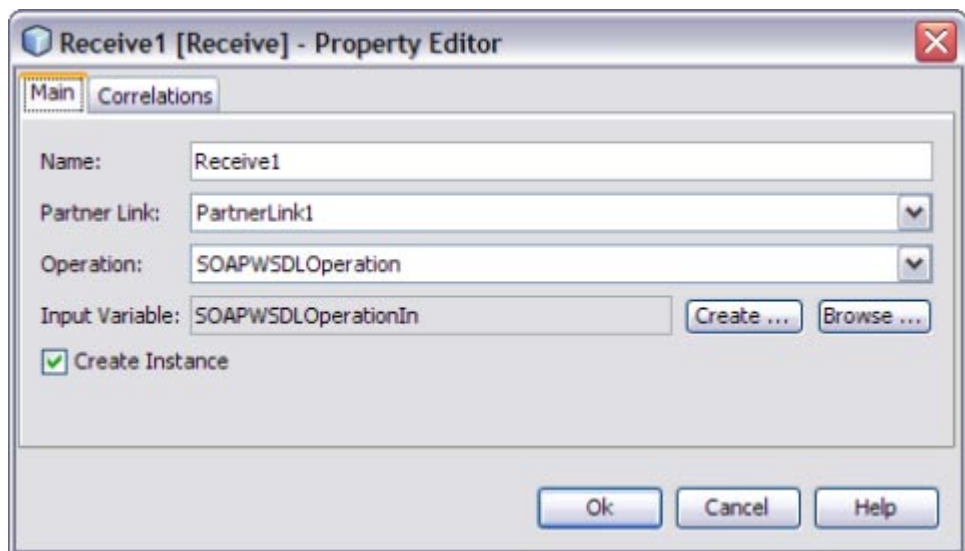 Receive1 [Receive] - Property Editor
Main Correlations
Name: Receive1
Partner Link: PartnerLink1
Operation: SOAPWSDLOperation
Input Variable: SOAPWSDLOperationIn Create ... Browse ...
Create Instance
Ok Cancel Help